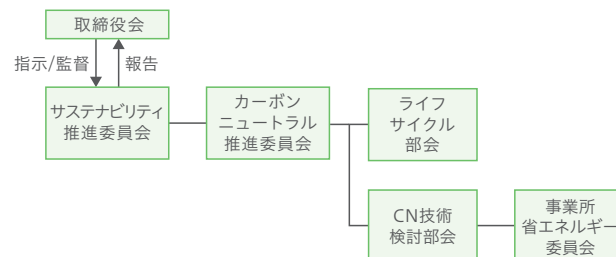 取締役会
指示/監督
報告
サステナビリティ
推進委員会
カーボン
ニュートラル
推進委員会
ライフ
サイクル
部会
CN技術
検討部会
事業所
省エネルギー
委員会